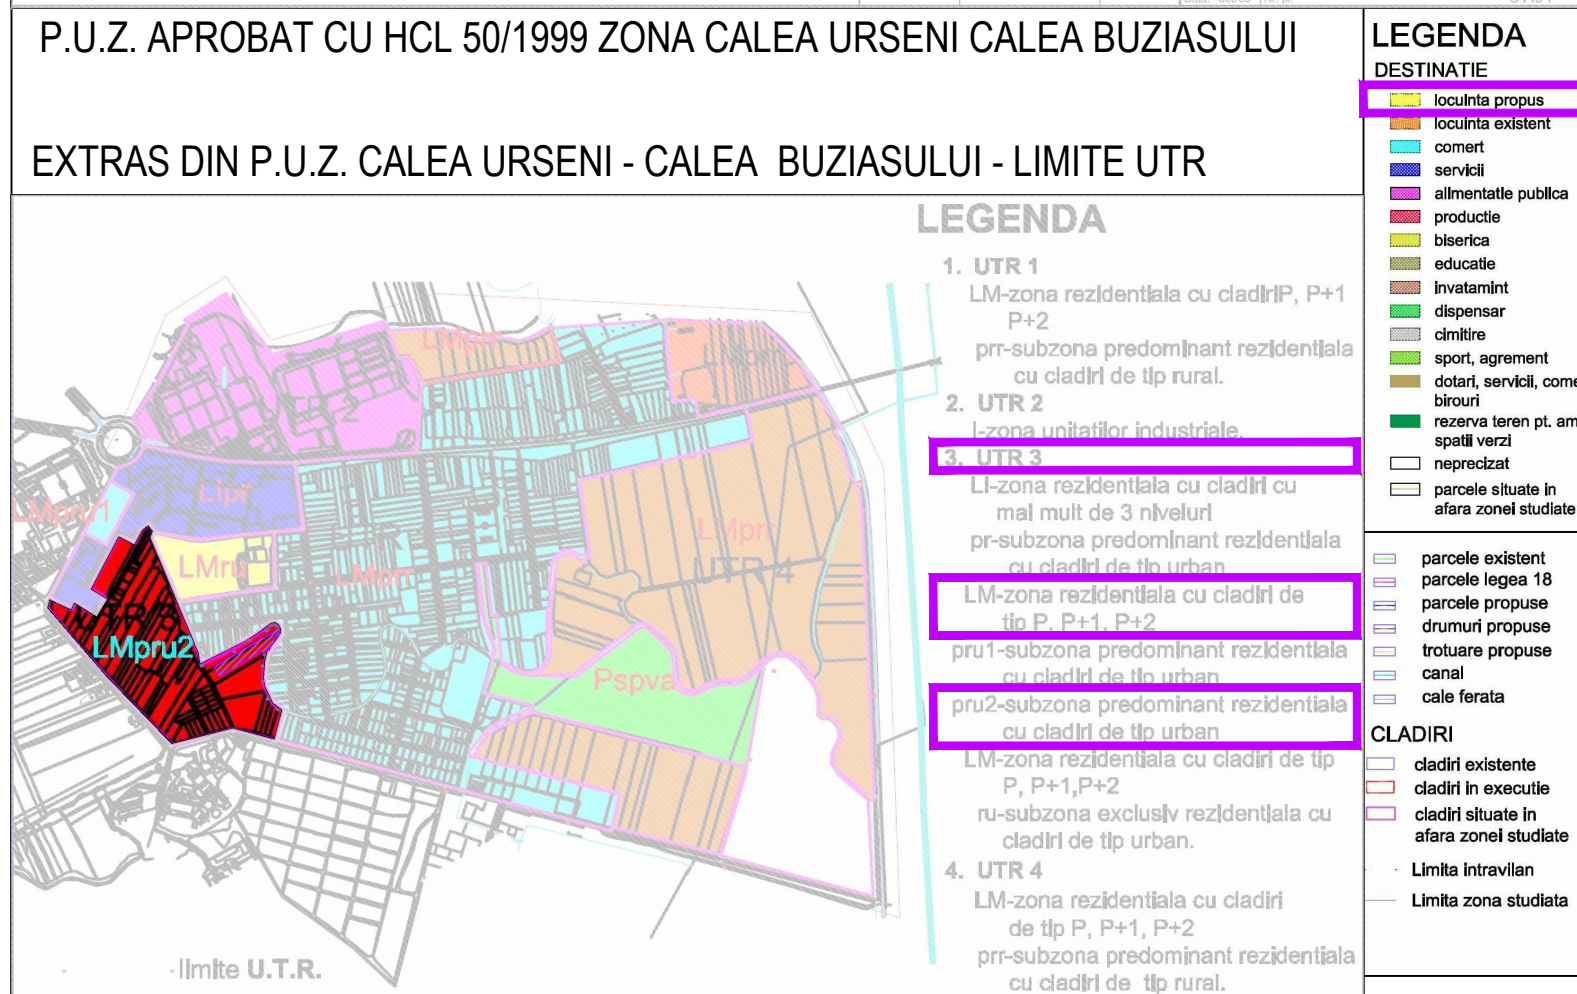 P.U.Z. APROBAT CU HCL 50/1999 ZONA CALEA URSENI CALEA BUZIASULUI
EXTRAS DIN P.U.Z. CALEA URSENI - CALEA BUZIASULUI - LIMITE UTR
LEGENDA
1. UTR 1
LM-zona rezidentiala cu cladiriP, P+1
P+2
prr-subzona predominant rezidentiala
cu cladiri de tip rural.
2. UTR 2
I-zona unitatilor industriale.
3. UTR 3
LI-zona rezidentiala cu cladiri cu
mai mult de 3 niveluri
pr-subzona predominant rezidentiala
cu cladiri de tip urban
LM-zona rezidentiala cu cladiri de
tip P, P+1, P+2
pru1-subzona predominant rezidentiala
cu cladiri de tip urban
pru2-subzona predominant rezidentiala
cu cladiri de tip urban
LM-zona rezidentiala cu cladiri de tip
P, P+1,P+2
ru-subzona exclusiv rezidentiala cu
cladiri de tip urban.
4. UTR 4
LM-zona rezidentiala cu cladiri
de tip P, P+1, P+2
prr-subzona predominant rezidentiala
cu cladiri de tip rural.
LMprr
LIpr
LMpru1
LMru
LMprr
LMprr
UTR 4
UTR 3
LMpru2
Pspva
limite U.T.R.
LEGENDA
DESTINATIE
locuinta propus
locuinta existent
comert
servicii
alimentatie publica
productie
biserica
educatie
invatamint
dispensar
cimitire
sport, agrement
dotari, servicii, come
birouri
rezerva teren pt. am
spatii verzi
neprecizat
parcele situate in
afara zonei studiate
parcele existent
parcele legea 18
parcele propuse
drumuri propuse
trotuare propuse
canal
cale ferata
CLADIRI
cladiri existente
cladiri in executie
cladiri situate in
afara zonei studiate
Limita intravilan
Limita zona studiata